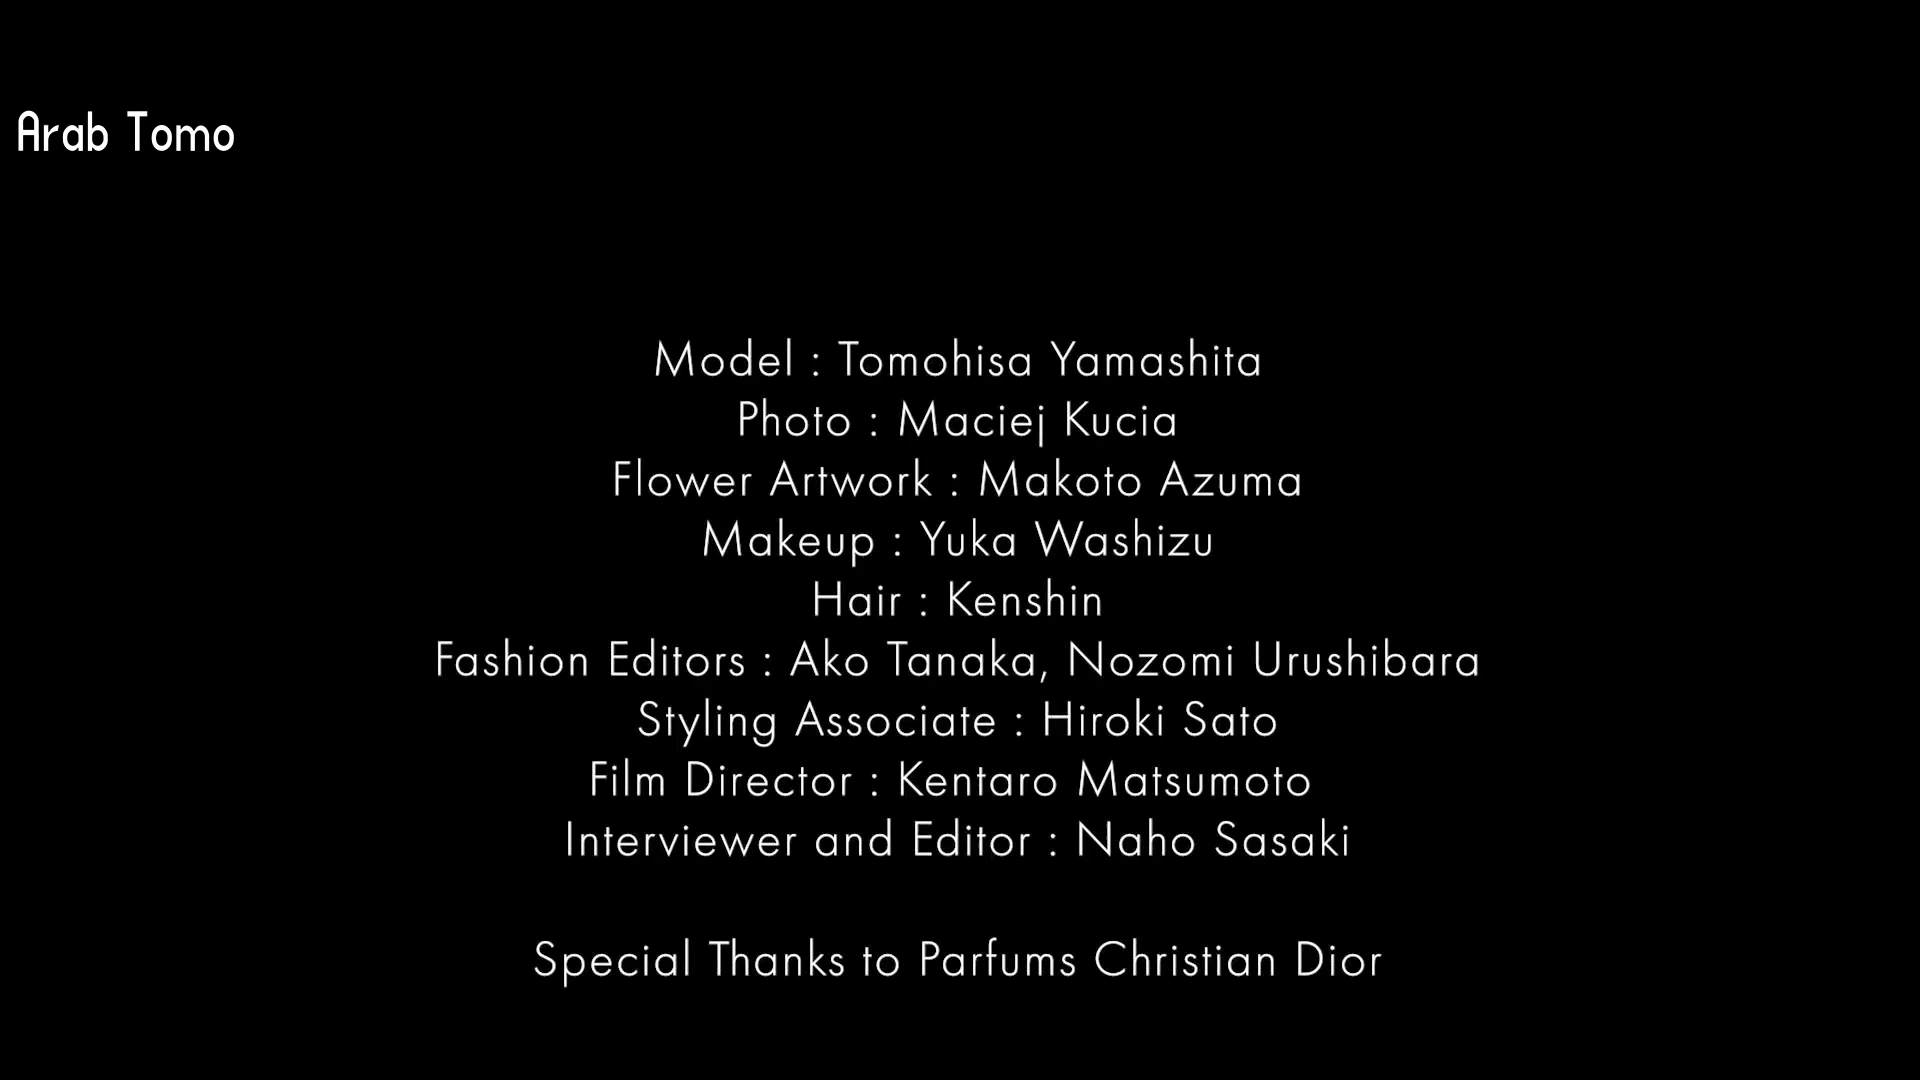 Arab Tomo
Model : Tomohisa Yamashita
Photo : Maciej Kucia
Flower Artwork : Makoto Azuma
Makeup : Yuka Washizu
Hair : Kenshin
Fashion Editors : Ako Tanaka, Nozomi Urushibara
Styling Associate : Hiroki Sato
Film Director : Kentaro Matsumoto
Interviewer and Editor : Naho Sasaki
Special Thanks to Parfums Christian Dior